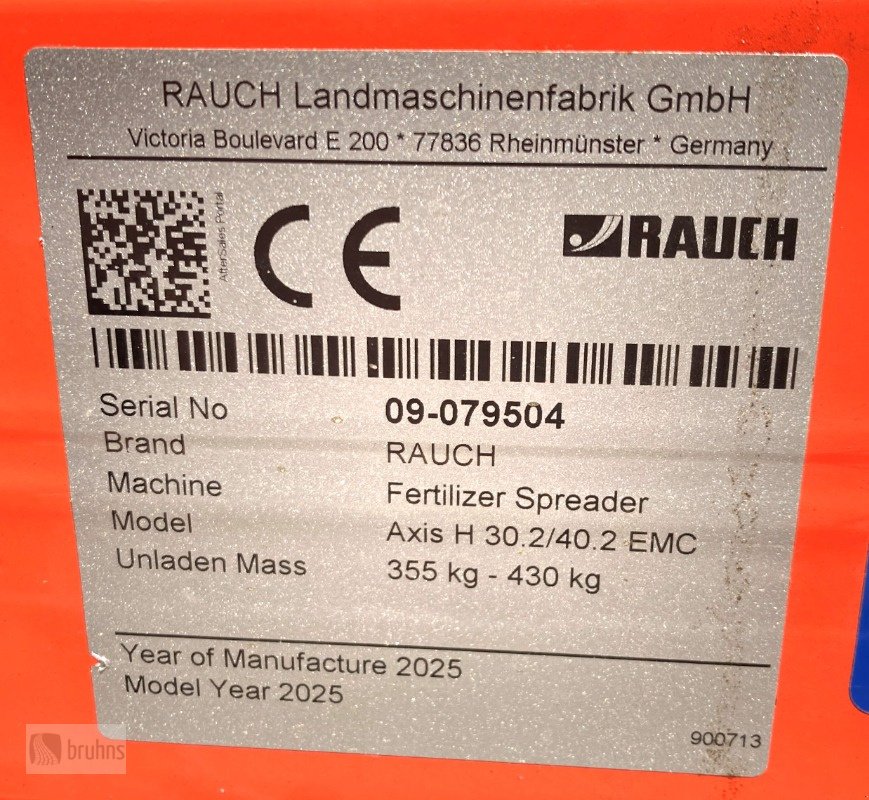 RAUCH Landmaschinenfabrik GmbH
Victoria Boulevard E 200 * 77836 Rheinmünster * Germany
Aftersales Portal
CE
RAUCH
Serial No 09-079504
Brand RAUCH
Machine Fertilizer Spreader
Model Axis H 30.2/40.2 EMC
Unladen Mass 355 kg - 430 kg
Year of Manufacture 2025
Model Year 2025
900713
bruhns